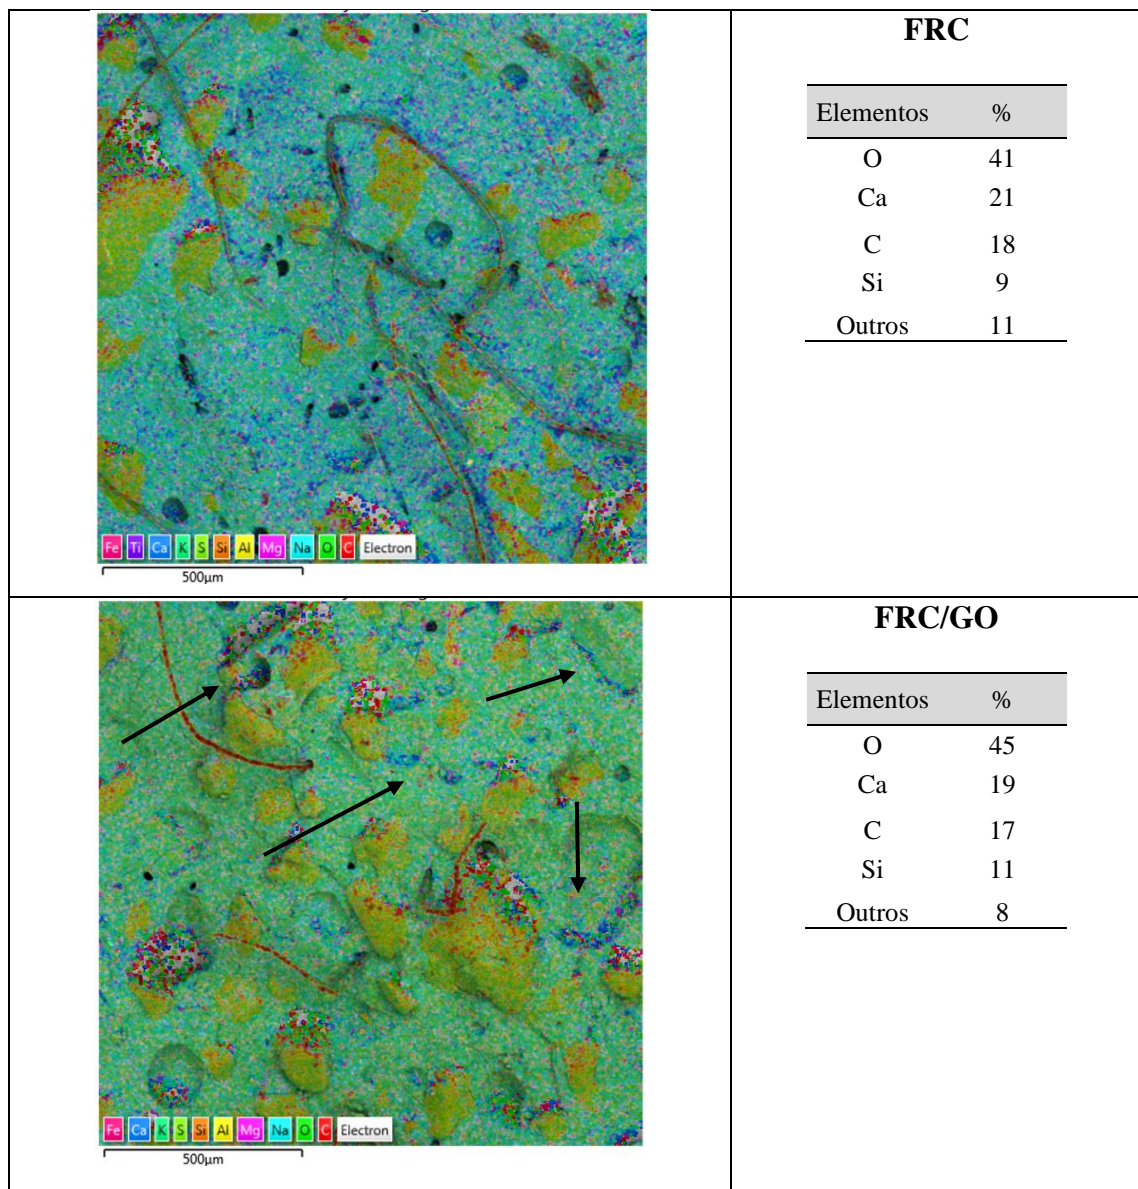 FRC
Elementos %
O 41
Ca 21
C 18
Si 9
Outros 11
Fe Ti Ca K S Si Al Mg Na O C Electron
500µm
FRC/GO
Elementos %
O 45
Ca 19
C 17
Si 11
Outros 8
Fe Ca K S Si Al Mg Na O C Electron
500µm